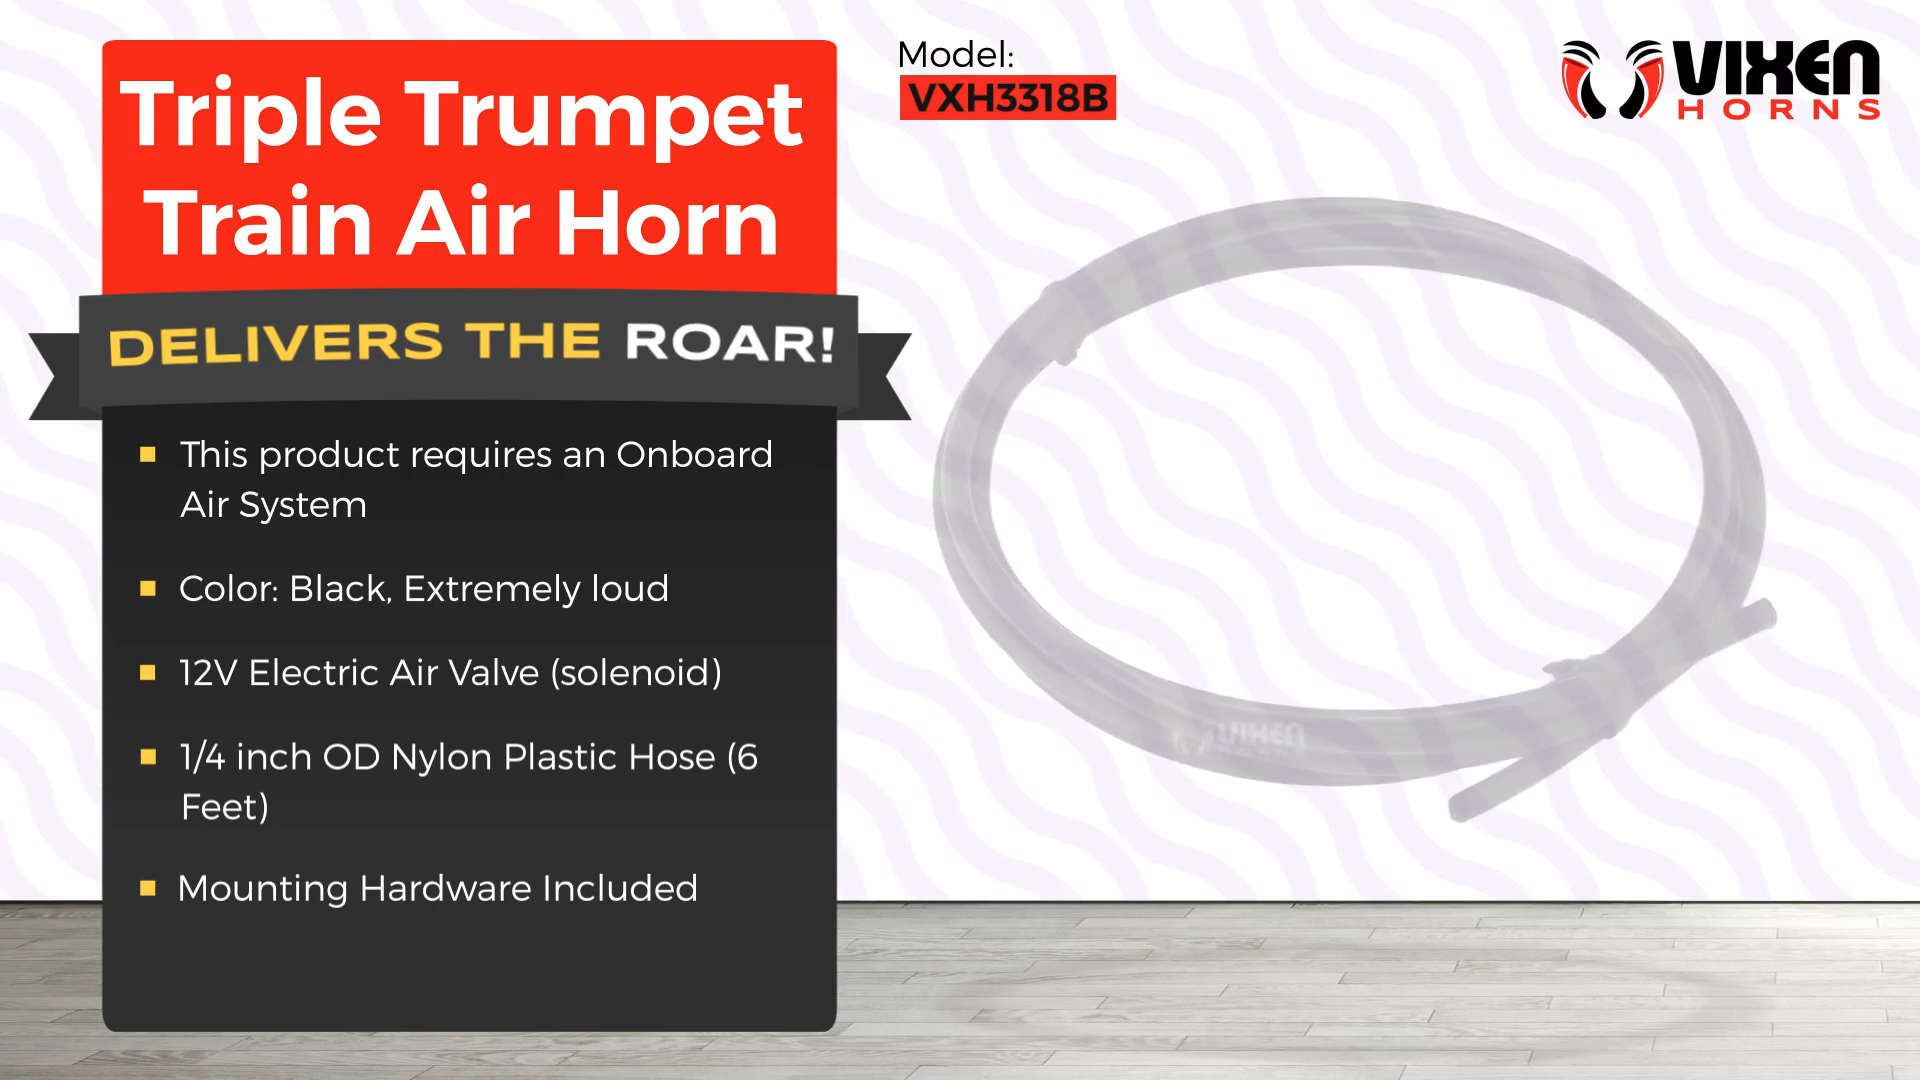 Triple Trumpet
Train Air Horn
DELIVERS THE ROAR!
This product requires an Onboard
Air System
Color: Black, Extremely loud
12V Electric Air Valve (solenoid)
1/4 inch OD Nylon Plastic Hose (6
Feet)
Mounting Hardware Included
Model:
VXH3318B
VIXEN
HORNS
VIXEN